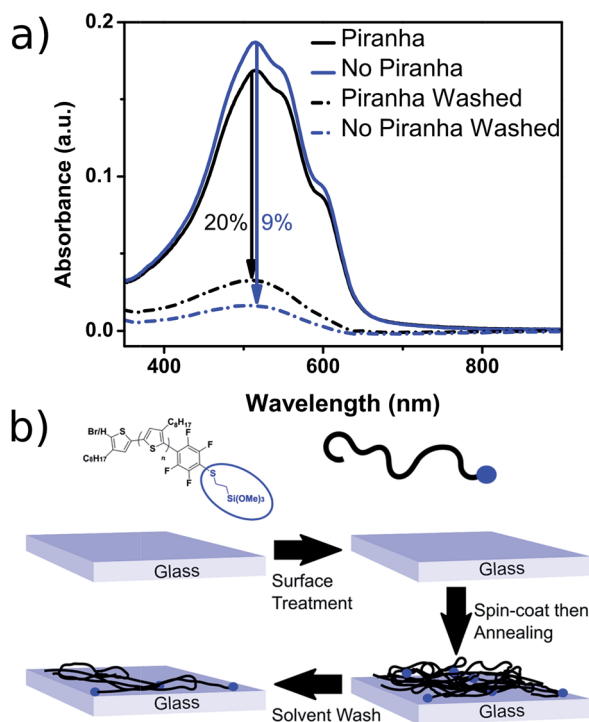 a)
0.2
0.1
0.0
Absorbance (a.u.)
Piranha
No Piranha
Piranha Washed
No Piranha Washed
20% 9%
400 600 800
Wavelength (nm)
b)
C8H17
Br/H
S
S
n
C8H17
F
F
F
F
S
Si(OMe)3
Glass
Surface
Treatment
Glass
Spin-coat then
Annealing
Glass
Solvent Wash
Glass